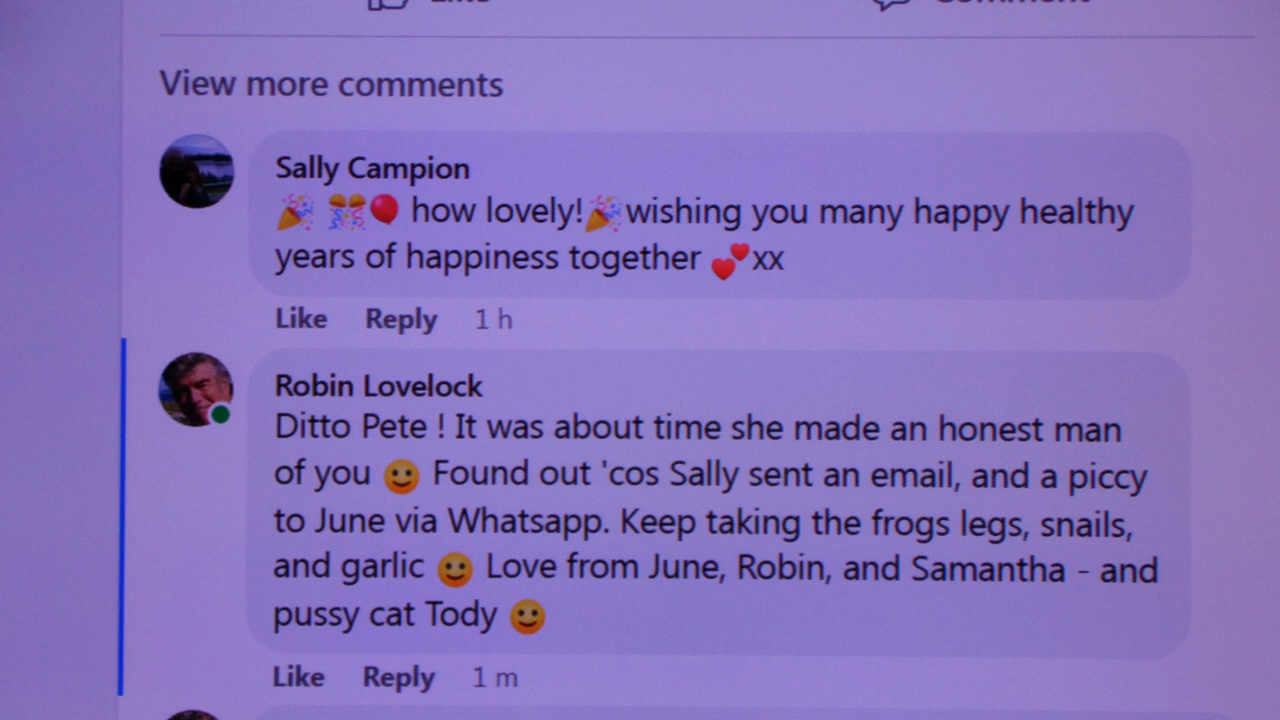 Like Comment
View more comments
Sally Campion
🎉 🎊🎈 how lovely!🎉wishing you many happy healthy
years of happiness together 💕xx
Like Reply 1 h
Robin Lovelock
Ditto Pete ! It was about time she made an honest man
of you 🙂 Found out 'cos Sally sent an email, and a piccy
to June via Whatsapp. Keep taking the frogs legs, snails,
and garlic 🙂 Love from June, Robin, and Samantha - and
pussy cat Tody 🙂
Like Reply 1 m